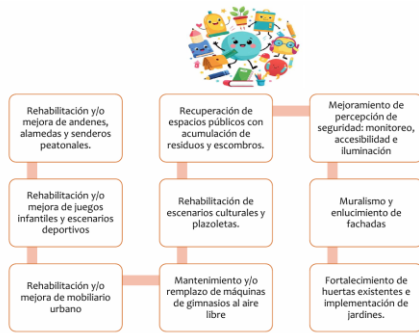 Rehabilitación y/o
mejora de andenes,
alamedas y senderos
peatonales.
Rehabilitación y/o
mejora de juegos
infantiles y escenarios
deportivos
Rehabilitación y/o
mejora de mobiliario
urbano
Mantenimiento y/o
remplazo de máquinas
de gimnasios al aire
libre
Rehabilitación de
escenarios culturales y
plazoletas.
Recuperación de
espacios públicos con
acumulación de
residuos y escombros.
Mejoramiento de
percepción de
seguridad: monitoreo,
accesibilidad e
iluminación
Muralismo y
enlucimiento de
fachadas
Fortalecimiento de
huertas existentes e
implementación de
jardines.